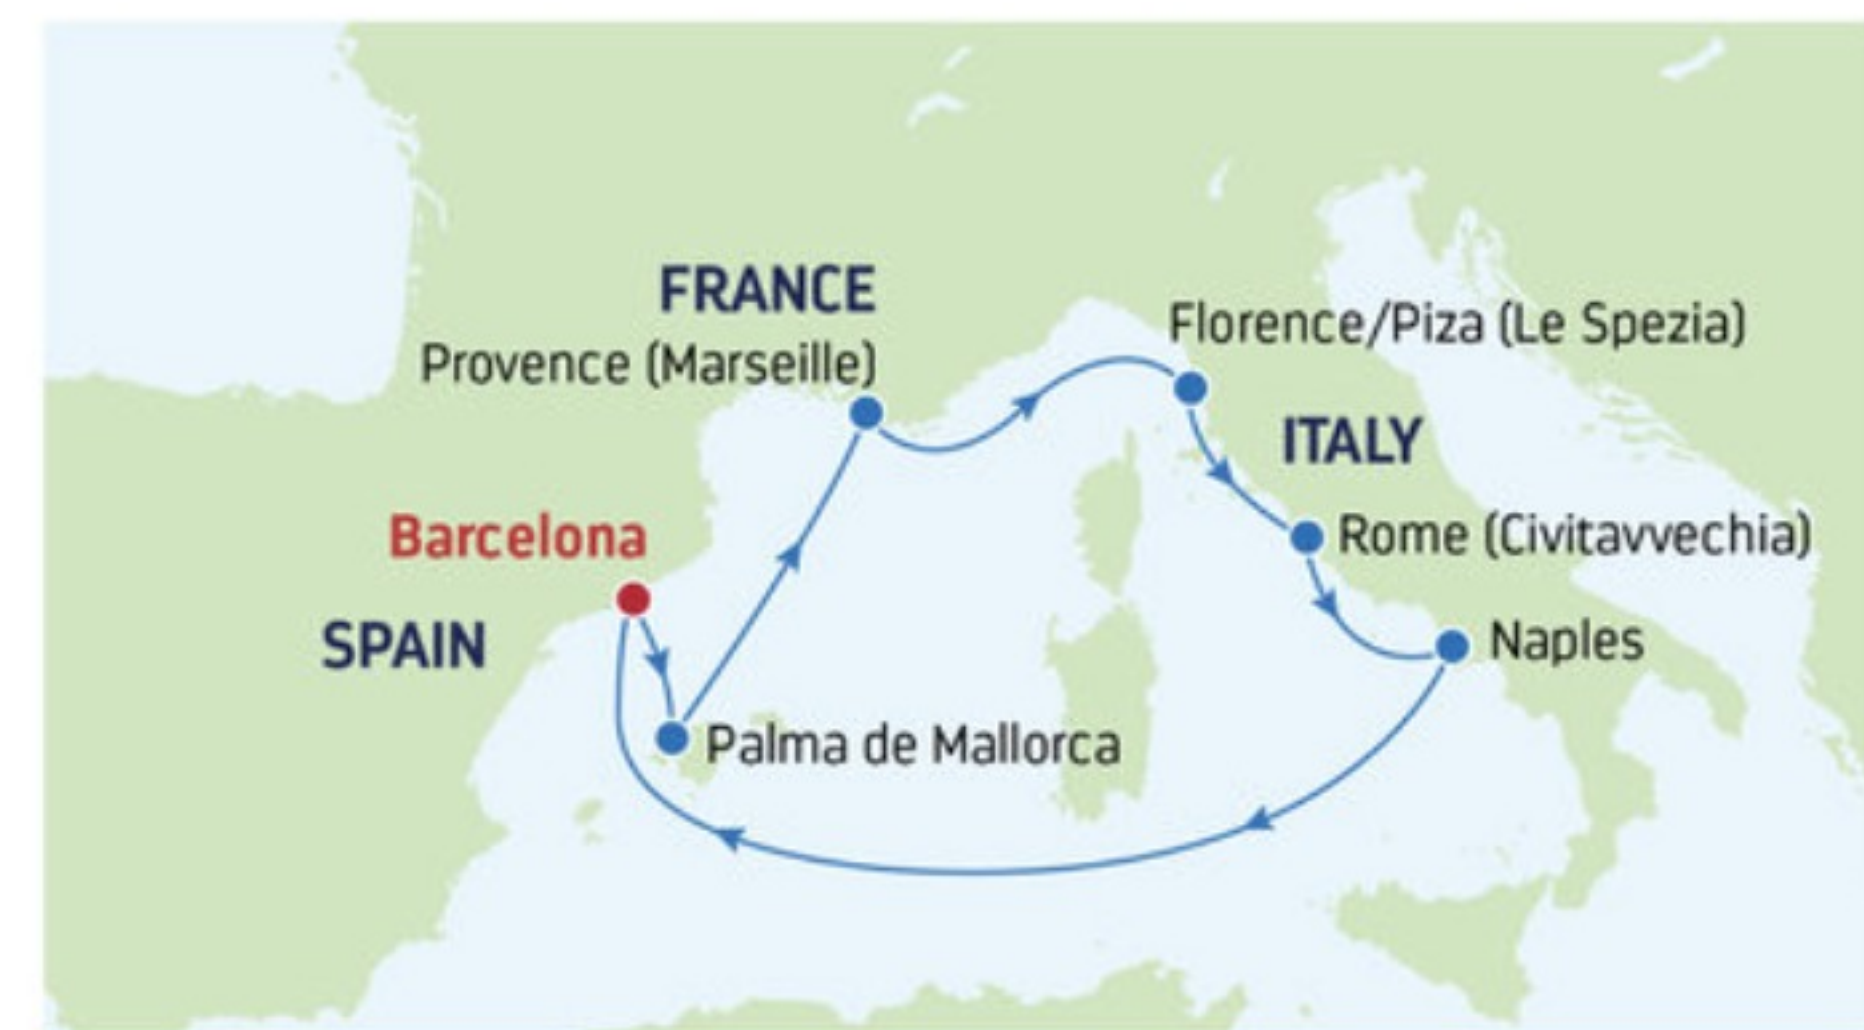 FRANCE
Provence (Marseille)
Florence/Piza (Le Spezia)
ITALY
Barcelona
Rome (Civitavvechia)
SPAIN
Naples
Palma de Mallorca